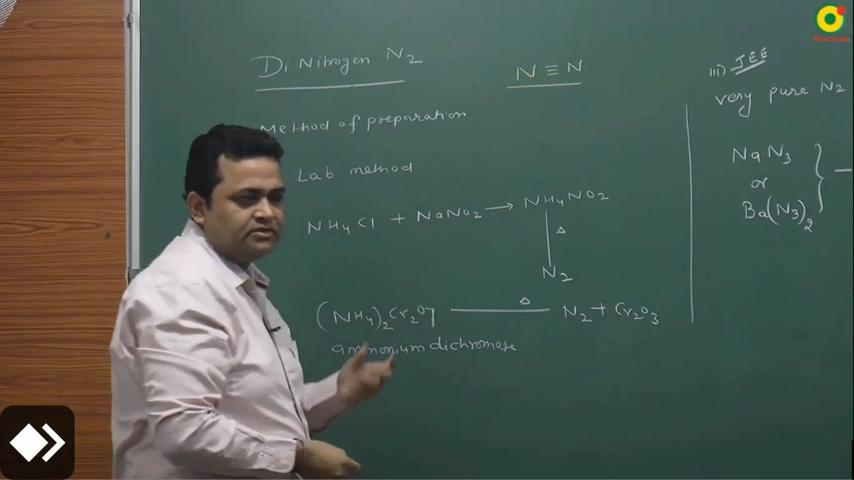 Di Nitrogen N₂
N ≡ N
Method of preparation
Lab method
NH₄Cl + NaNO₂ → NH₄NO₂
Δ
N₂
(NH₄)₂Cr₂O₇ Δ N₂ + Cr₂O₃
ammonium dichromate
iii) JEE
very pure N₂
NaN₃
or
Ba(N₃)₂